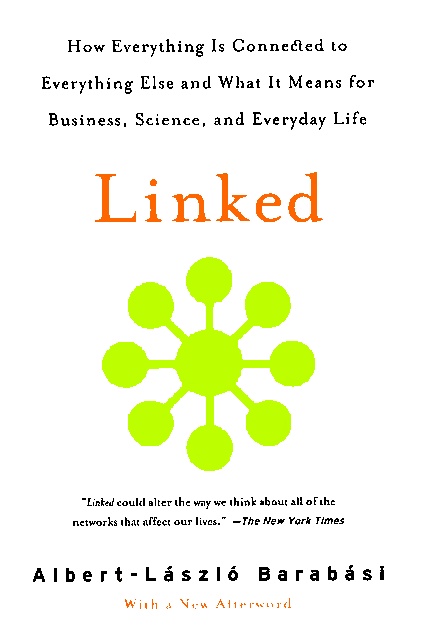 How Everything Is Connected to
Everything Else and What It Means for
Business, Science, and Everyday Life
Linked
"Linked could alter the way we think about all of the
networks that affect our lives." —The New York Times
Albert-László Barabási
With a New Afterword